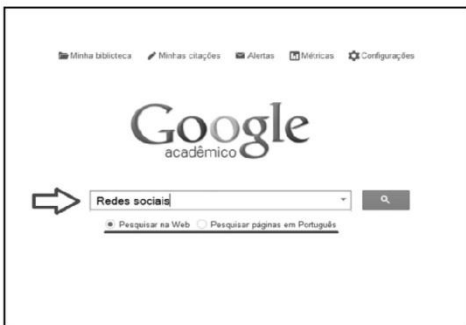 Minha biblioteca Minhas citações Alertas Métricas Configurações
Google
acadêmico
Redes sociais
Pesquisar na Web Pesquisar páginas em Português